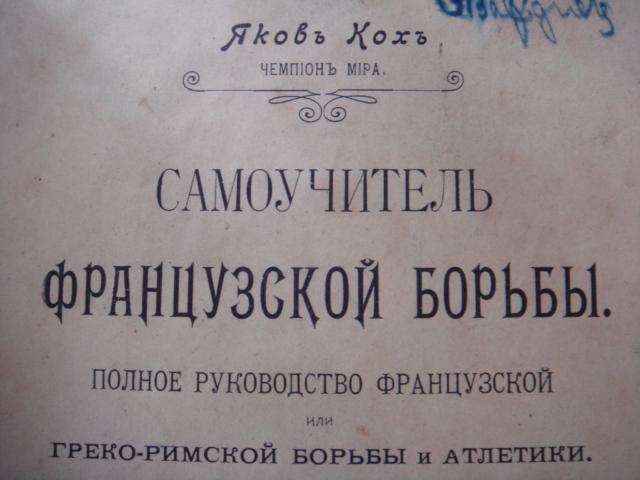 Яковъ Кохъ,
ЧЕМПІОНЪ МІРА.
САМОУЧИТЕЛЬ
ФРАНЦУЗСКОЙ БОРЬБЫ.
ПОЛНОЕ РУКОВОДСТВО ФРАНЦУЗСКОЙ
ИЛИ
ГРЕКО-РИМСКОЙ БОРЬБЫ и АТЛЕТИКИ.